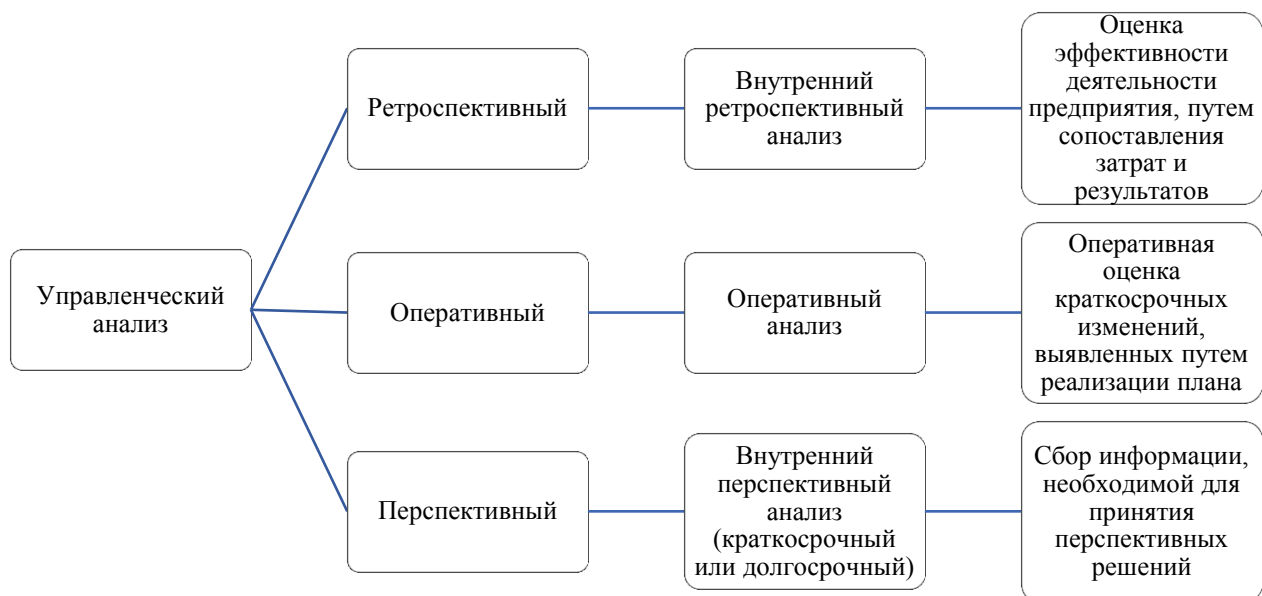 Управленческий
анализ
Ретроспективный
Внутренний
ретроспективный
анализ
Оценка
эффективности
деятельности
предприятия, путем
сопоставления
затрат и
результатов
Оперативный
Оперативный
анализ
Оперативная
оценка
краткосрочных
изменений,
выявленных путем
реализации плана
Перспективный
Внутренний
перспективный
анализ
(краткосрочный
или долгосрочный)
Сбор информации,
необходимой для
принятия
перспективных
решений